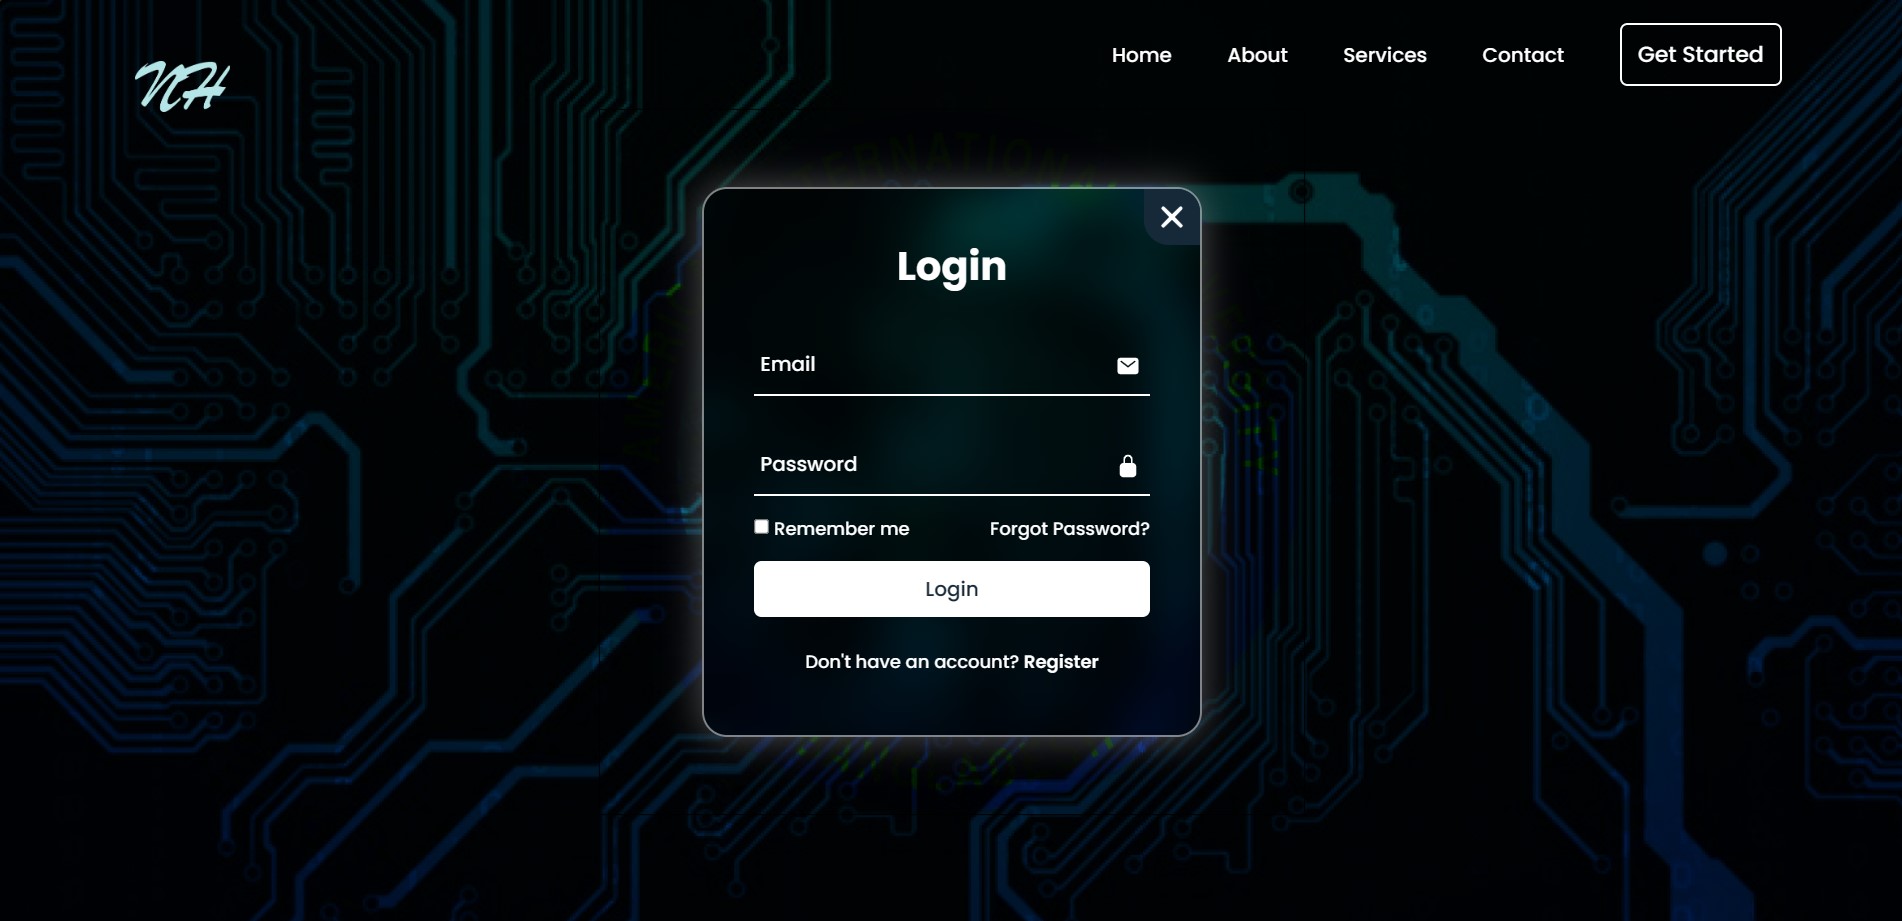 NH
Home About Services Contact Get Started
Login
Email
Password
Remember me Forgot Password?
Login
Don't have an account? Register